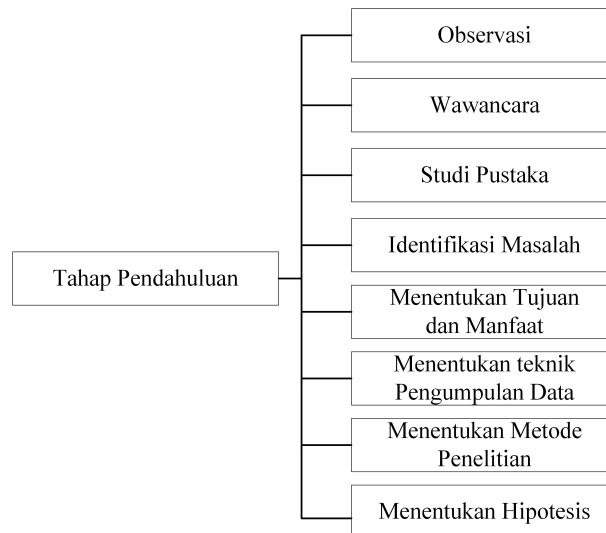 Observasi
Wawancara
Studi Pustaka
Identifikasi Masalah
Tahap Pendahuluan
Menentukan Tujuan
dan Manfaat
Menentukan teknik
Pengumpulan Data
Menentukan Metode
Penelitian
Menentukan Hipotesis